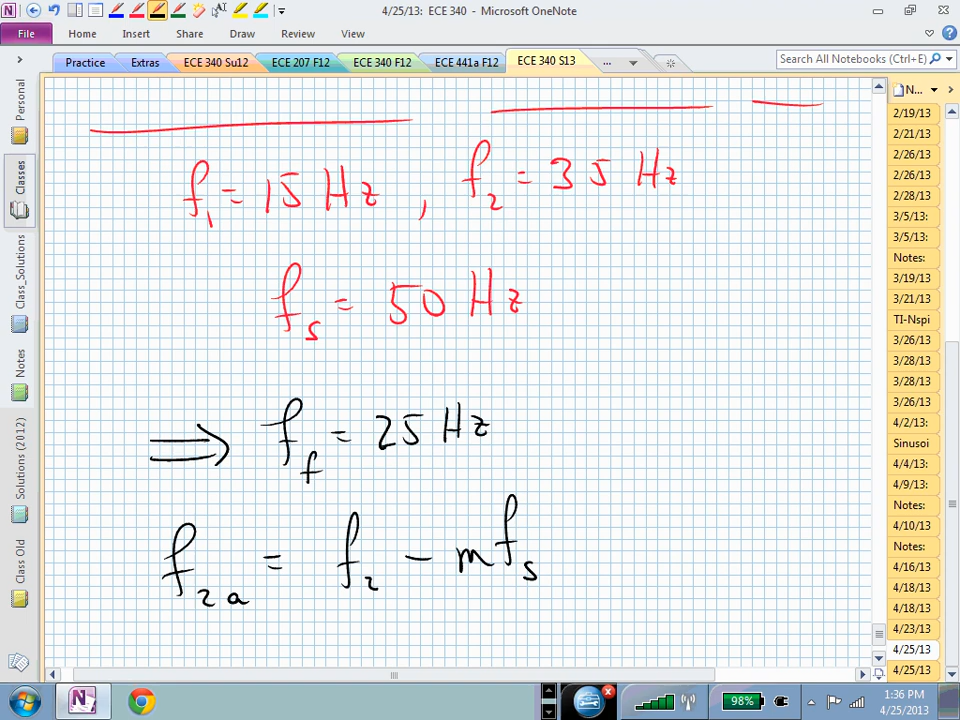 4/25/13: ECE 340 - Microsoft OneNote
File Home Insert Share Draw Review View
Practice Extras ECE 340 Su12 ECE 207 F12 ECE 340 F12 ECE 441a F12 ECE 340 S13 ... Search All Notebooks (Ctrl+E)
Personal
Classes
Class_Solutions
Notes
Solutions (2012)
Class Old
f₁ = 15 Hz , f₂ = 35 Hz
fₛ = 50 Hz
⟹ f_f = 25 Hz
f₂ₐ = f₂ - mfₛ
N...
2/19/13
2/21/13
2/26/13
2/26/13
2/28/13
3/5/13:
3/5/13:
Notes:
3/19/13
3/21/13
TI-Nspi
3/26/13
3/28/13
3/28/13
3/26/13
4/2/13:
Sinusoi
4/4/13:
4/9/13:
Notes:
4/10/13
Notes:
4/16/13
4/18/13
4/18/13
4/23/13
4/25/13
4/25/13
98%
1:36 PM
4/25/2013